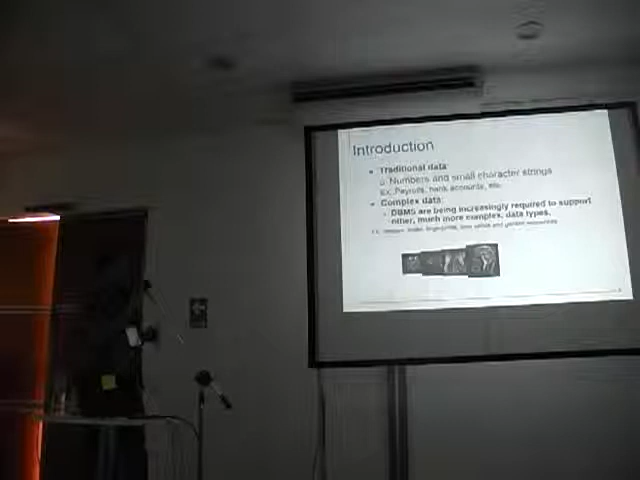 Introduction
Traditional data:
Numbers and small character strings
Ex. Payrolls, bank accounts, etc.
Complex data:
DBMS are being increasingly required to support
other, much more complex, data types.